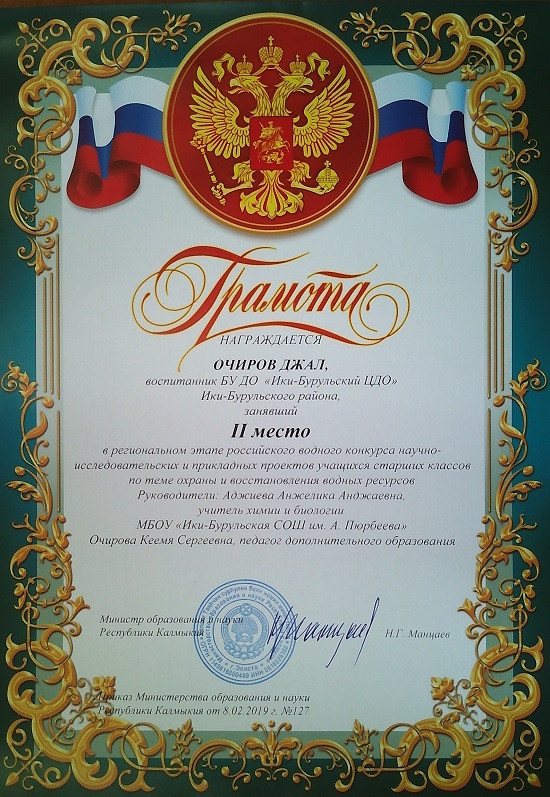 Грамота
НАГРАЖДАЕТСЯ
ОЧИРОВ ДЖАЛ,
воспитанник БУ ДО «Ики-Бурульский ЦДО»
Ики-Бурульского района,
занявший
II место
в региональном этапе российского водного конкурса научно-
исследовательских и прикладных проектов учащихся старших классов
по теме охраны и восстановления водных ресурсов
Руководители: Аджиева Анжелика Анджаевна,
учитель химии и биологии
МБОУ «Ики-Бурульская СОШ им. А. Пюрбеева»
Очирова Кеемя Сергеевна, педагог дополнительного образования
Министр образования и науки
Республики Калмыкия
Н.Г Манцаев
г. Элиста
Приказ Министерства образования и науки
Республики Калмыкия от 8.02.2019 г. №127